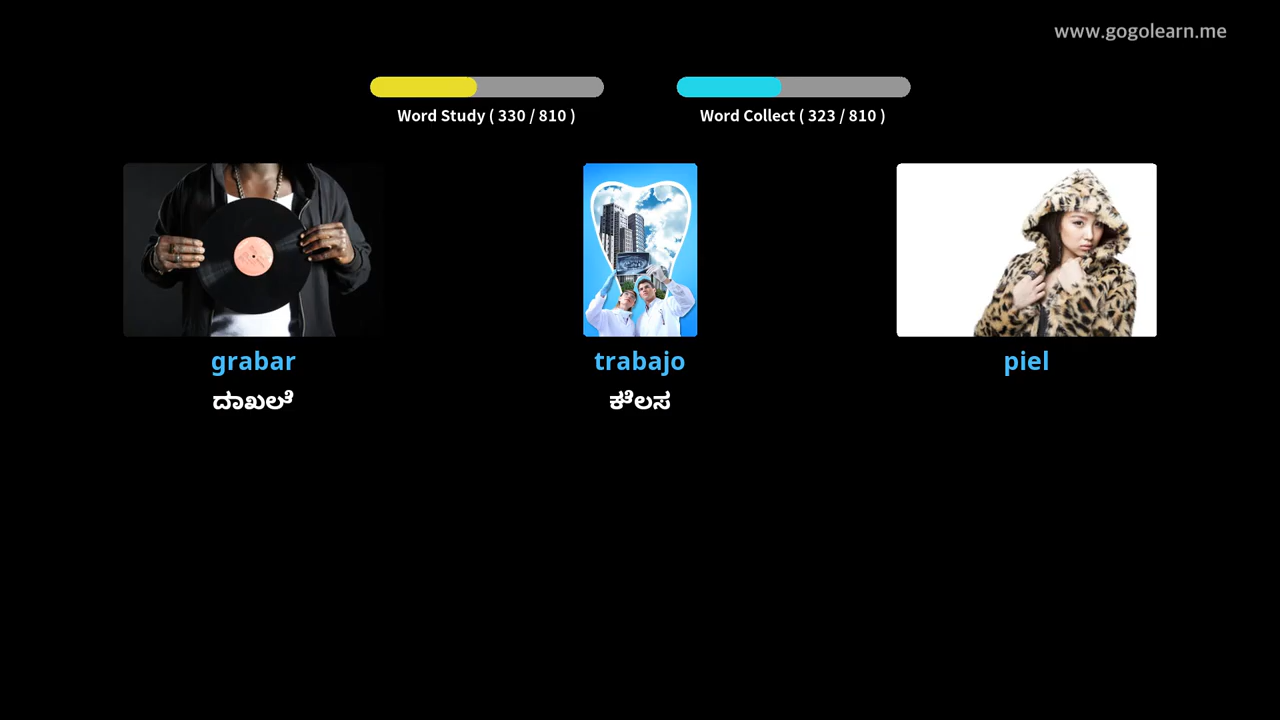 www.gogolearn.me
Word Study ( 330 / 810 )
Word Collect ( 323 / 810 )
grabar
trabajo
piel
ದಾಖಲೆ
ಕೆಲಸ